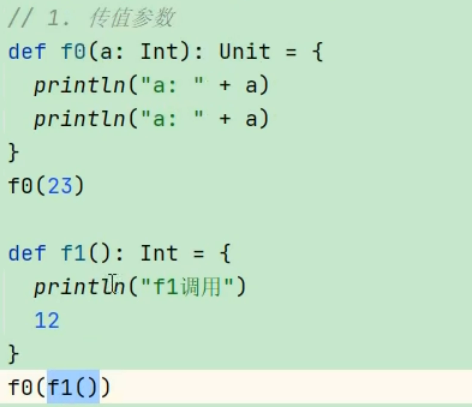 // 1. 传值参数
def f0(a: Int): Unit = {
  println("a: " + a)
  println("a: " + a)
}
f0(23)

def f1(): Int = {
  println("f1调用")
  12
}
f0(f1())